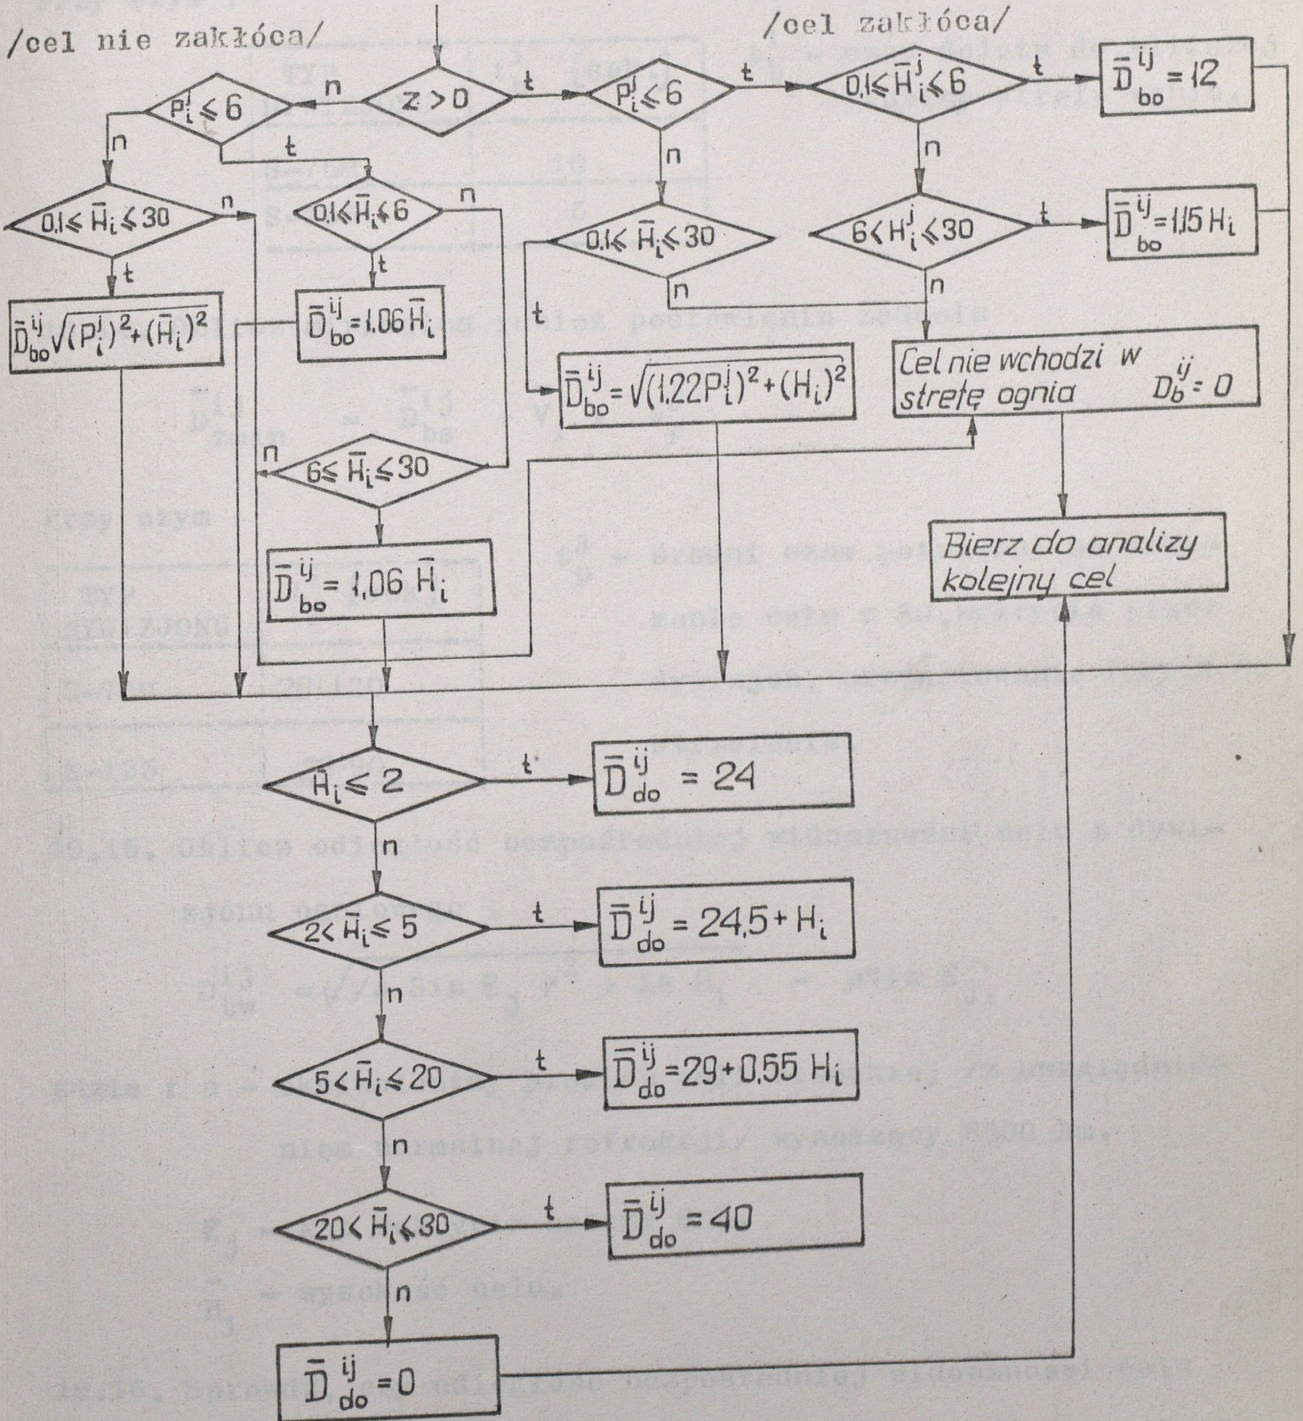 /cel nie zakłóca/
/cel zakłóca/
P_i^j ≤ 6
n
z > 0
t
P_i^j ≤ 6
t
0,1 ≤ H̄_i^j ≤ 6
t
D̄_bo^ij = 12
n
t
n
n
0,1 ≤ H̄_i ≤ 30
n
0,1 ≤ H̄_i ≤ 6
n
0,1 ≤ H̄_i ≤ 30
6 < H_i^j ≤ 30
t
D̄_bo^ij = 1,15 H_i
t
t
t
n
n
D̄_bo^ij √(P_i^j)² + (H̄_i)²
D̄_bo^ij = 1,06 H̄_i
D̄_bo^ij = √(1,22P_i^j)² + (H_i)²
Cel nie wchodzi w
strefę ognia D_b^ij = 0
n
6 ≤ H̄_i ≤ 30
D̄_bo^ij = 1,06 H̄_i
Bierz do analizy
kolejny cel
H̄_i ≤ 2
t
D̄_do^ij = 24
n
2 < H̄_i ≤ 5
t
D̄_do^ij = 24,5 + H_i
n
5 < H̄_i ≤ 20
t
D̄_do^ij = 29 + 0,55 H_i
n
20 < H̄_i ≤ 30
t
D̄_do^ij = 40
n
D̄_do^ij = 0